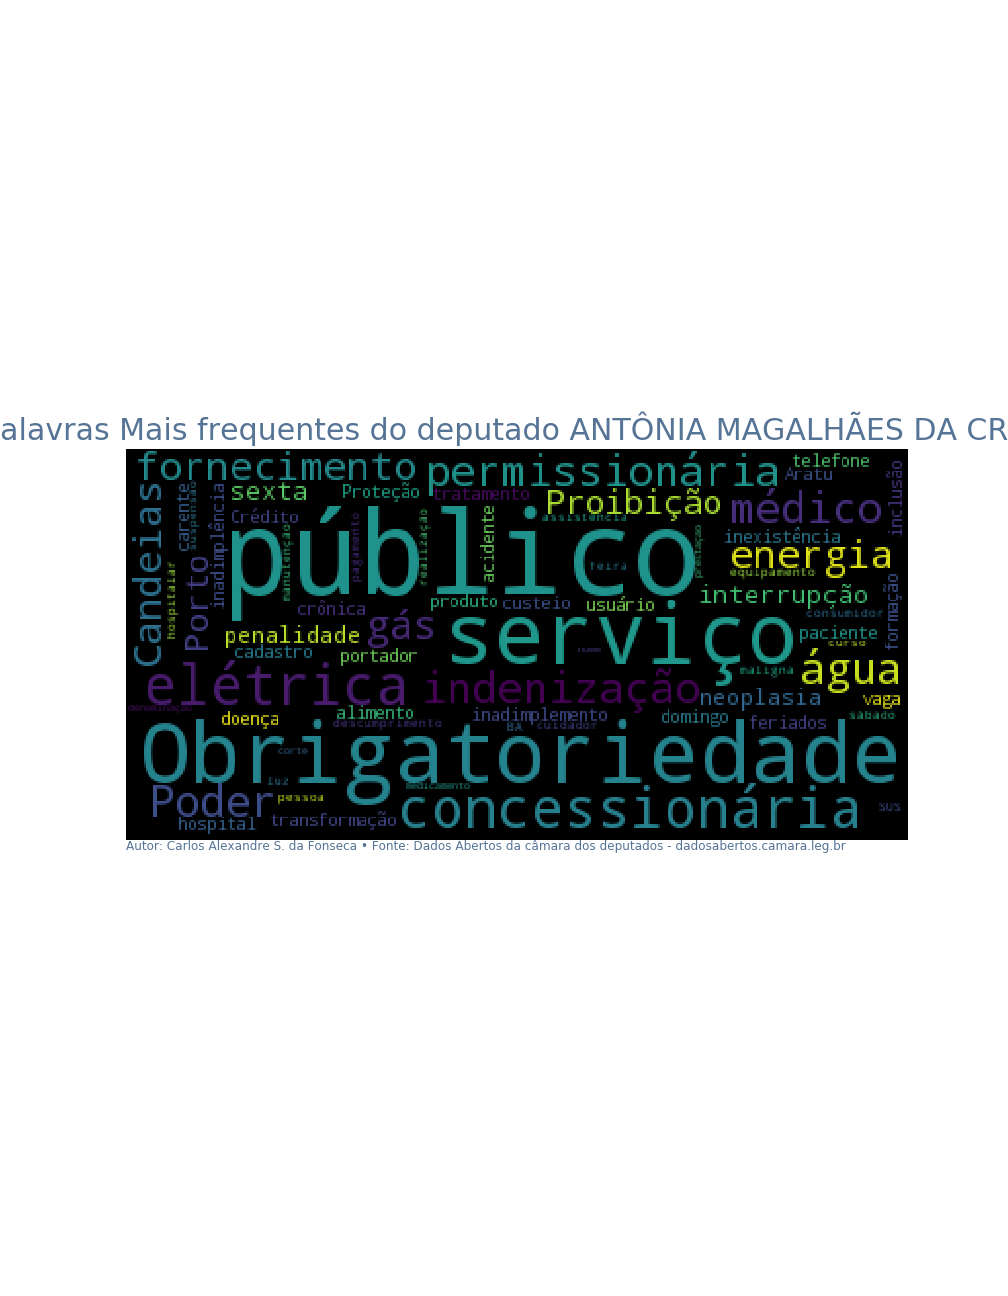 alavras Mais frequentes do deputado ANTÔNIA MAGALHÃES DA CR
fornecimento
permissionária
telefone
Aratu
inclusão
sexta
Proteção
tratamento
Proibição
médico
Candeias
carente
suspensão
inadimplência
Crédito
público
assistência
inexistência
energia
manutenção
pagamento
realização
acidente
feira
prestação
equipamento
hospitalar
Porto
crônica
produto
custeio
usuário
interrupção
consumidor
formação
penalidade
gás
serviço
paciente
curso
cadastro
portador
maligna
água
elétrica
indenização
neoplasia
vaga
denominação
doença
alimento
descumprimento
inadimplemento
BA
cuidador
domingo
feriados
sábado
Obrigatoriedade
corte
luz
medicamento
Poder
pessoa
concessionária
sus
hospital
transformação
Autor: Carlos Alexandre S. da Fonseca • Fonte: Dados Abertos da câmara dos deputados - dadosabertos.camara.leg.br